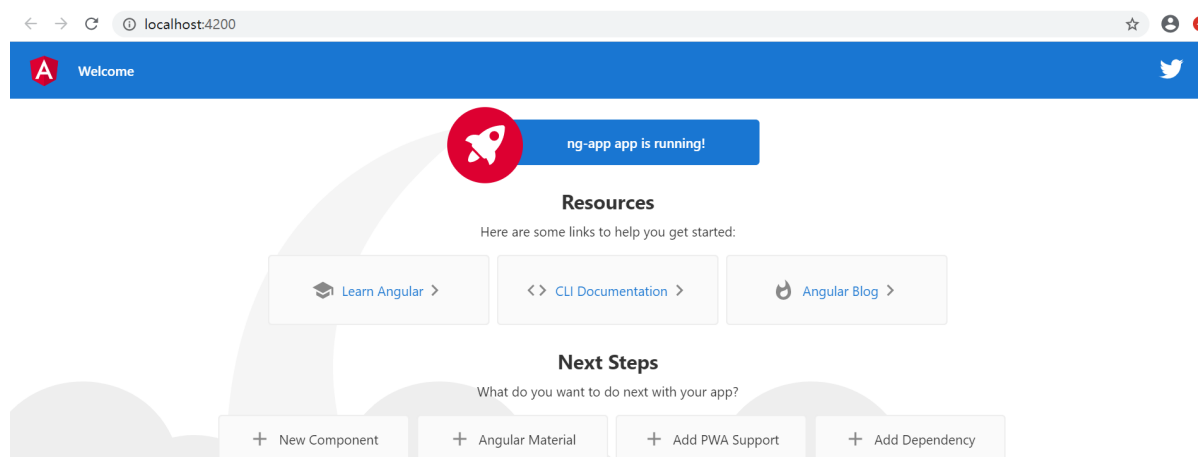 localhost:4200
A Welcome
ng-app app is running!
Resources
Here are some links to help you get started:
Learn Angular
CLI Documentation
Angular Blog
Next Steps
What do you want to do next with your app?
New Component
Angular Material
Add PWA Support
Add Dependency